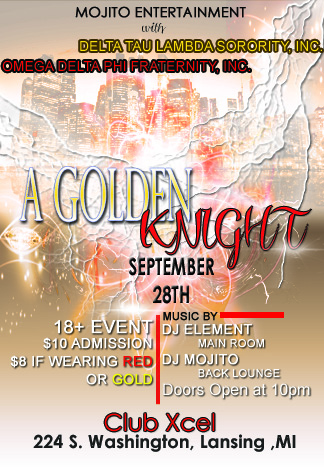 MOJITO ENTERTAINMENT
with
DELTA TAU LAMBDA SORORITY, INC.
OMEGA DELTA PHI FRATERNITY, INC.
A GOLDEN
KNIGHT
SEPTEMBER
28TH
18+ EVENT
$10 ADMISSION
$8 IF WEARING RED
OR GOLD
MUSIC BY
DJ ELEMENT
MAIN ROOM
DJ MOJITO
BACK LOUNGE
Doors Open at 10pm
Club Xcel
224 S. Washington, Lansing ,MI